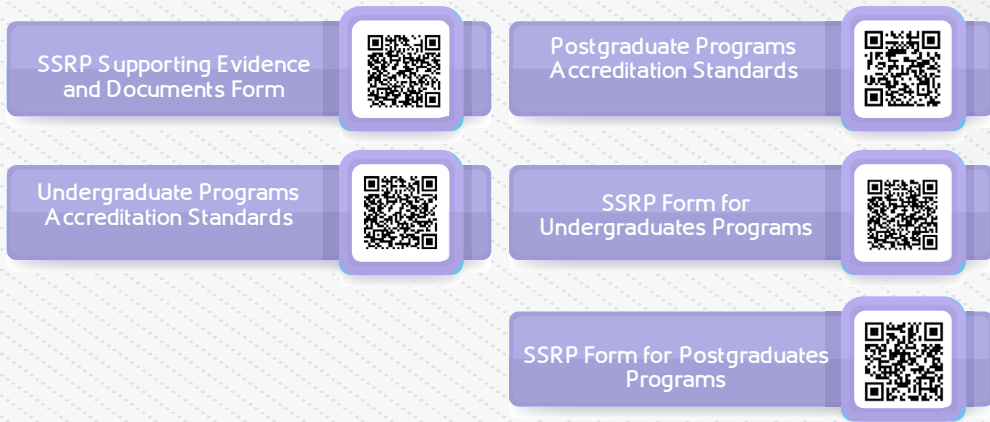 SSRP Supporting Evidence
and Documents Form
Postgraduate Programs
Accreditation Standards
Undergraduate Programs
Accreditation Standards
SSRP Form for
Undergraduates Programs
SSRP Form for Postgraduates
Programs